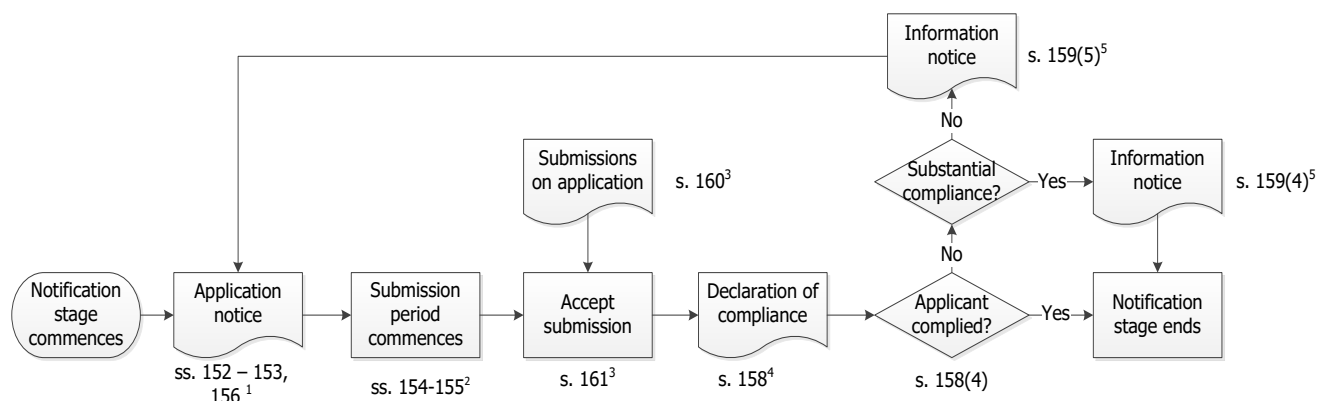 Information
notice
s. 159(5)⁵
No
Submissions
on application
s. 160³
Substantial
compliance?
Yes
Information
notice
s. 159(4)⁵
No
Notification
stage
commences
Application
notice
Submission
period
commences
Accept
submission
Declaration of
compliance
Applicant
complied?
Yes
Notification
stage ends
ss. 152 – 153,
156 ¹
ss. 154-155²
s. 161³
s. 158⁴
s. 158(4)